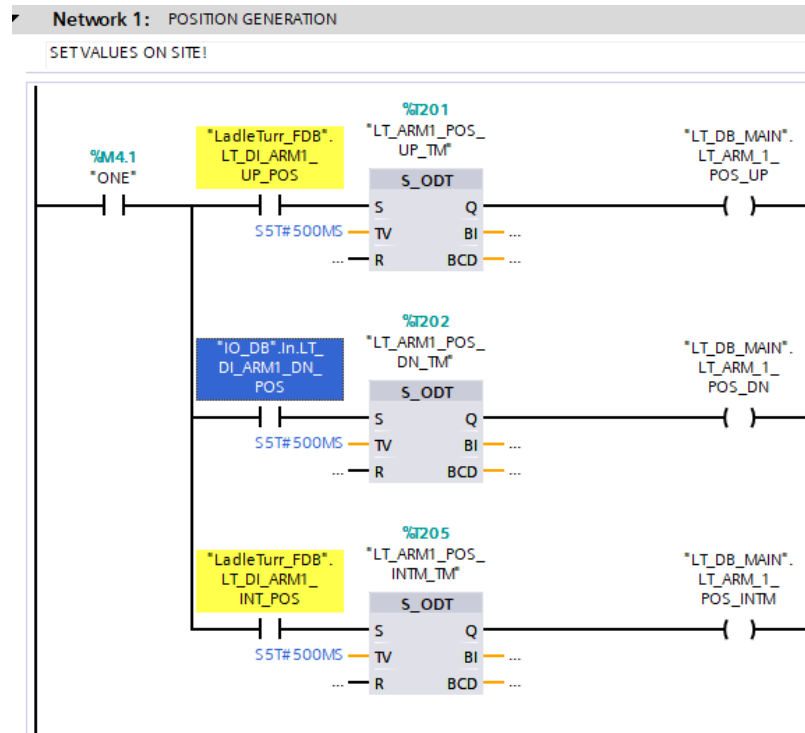 Network 1: POSITION GENERATION
SET VALUES ON SITE!
%M4.1
"ONE"
"LadleTurr_FDB".
LT_DI_ARM1_
UP_POS
%T201
"LT_ARM1_POS_
UP_TM"
S_ODT
S Q
S5T#500MS TV BI ...
... R BCD ...
"LT_DB_MAIN".
LT_ARM_1_
POS_UP
"IO_DB".In.LT_
DI_ARM1_DN_
POS
%T202
"LT_ARM1_POS_
DN_TM"
S_ODT
S Q
S5T#500MS TV BI ...
... R BCD ...
"LT_DB_MAIN".
LT_ARM_1_
POS_DN
"LadleTurr_FDB".
LT_DI_ARM1_
INT_POS
%T205
"LT_ARM1_POS_
INTM_TM"
S_ODT
S Q
S5T#500MS TV BI ...
... R BCD ...
"LT_DB_MAIN".
LT_ARM_1_
POS_INTM